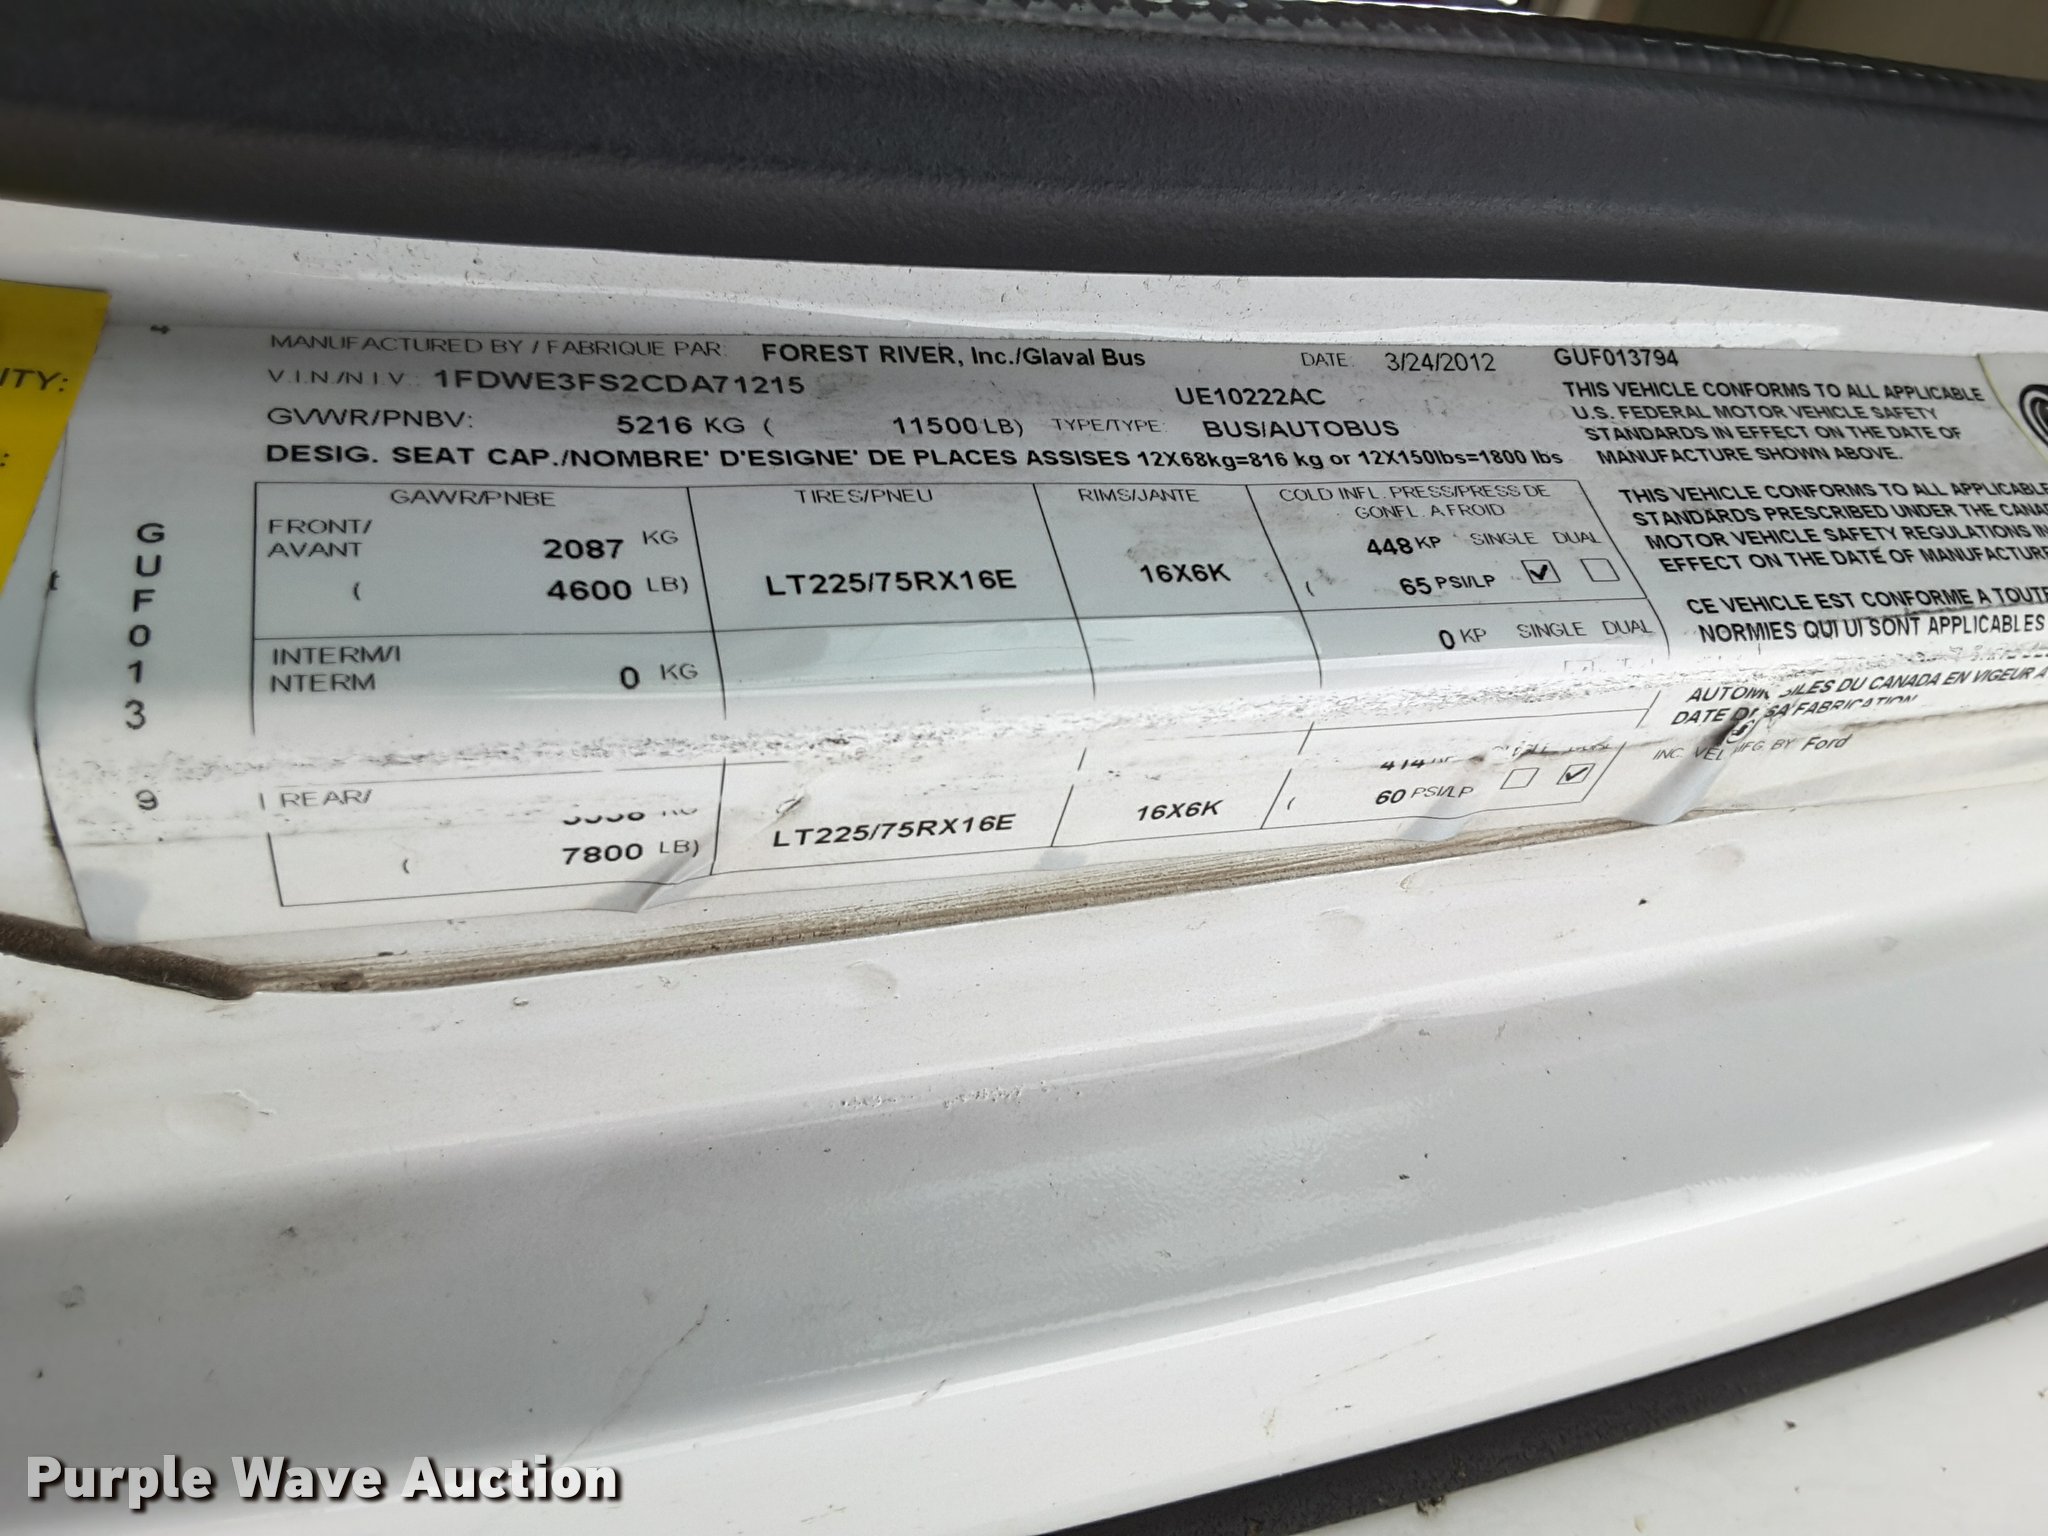 ITY:
MANUFACTURED BY / FABRIQUE PAR: FOREST RIVER, Inc./Glaval Bus DATE: 3/24/2012 GUF013794
V.I.N./N.I.V.: 1FDWE3FS2CDA71215 UE10222AC
GVWR/PNBV: 5216 KG ( 11500 LB) TYPE/TYPE: BUS/AUTOBUS
DESIG. SEAT CAP./NOMBRE' D'ESIGNE' DE PLACES ASSISES 12X68kg=816 kg or 12X150lbs=1800 lbs
THIS VEHICLE CONFORMS TO ALL APPLICABLE
U.S. FEDERAL MOTOR VEHICLE SAFETY
STANDARDS IN EFFECT ON THE DATE OF
MANUFACTURE SHOWN ABOVE.
GAWR/PNBE TIRES/PNEU RIMS/JANTE COLD INFL. PRESS/PRESS DE
GONFL. A FROID
FRONT/
AVANT 2087 KG 448 KP SINGLE DUAL
( 4600 LB) LT225/75RX16E 16X6K ( 65 PSI/LP
INTERM/I
NTERM 0 KG 0 KP SINGLE DUAL
REAR/
( 7800 LB) LT225/75RX16E 16X6K ( 60 PSI/LP
THIS VEHICLE CONFORMS TO ALL APPLICABLE
STANDARDS PRESCRIBED UNDER THE CANA
MOTOR VEHICLE SAFETY REGULATIONS IN
EFFECT ON THE DATE OF MANUFACTURE
CE VEHICLE EST CONFORME A TOUTE
NORMIES QUI UI SONT APPLICABLES
DU CANADA EN VIGEUR A
DATE SA FABRICATION
INC. VEH MFG. BY Ford
G
U
F
0
1
3
9
4
Purple Wave Auction